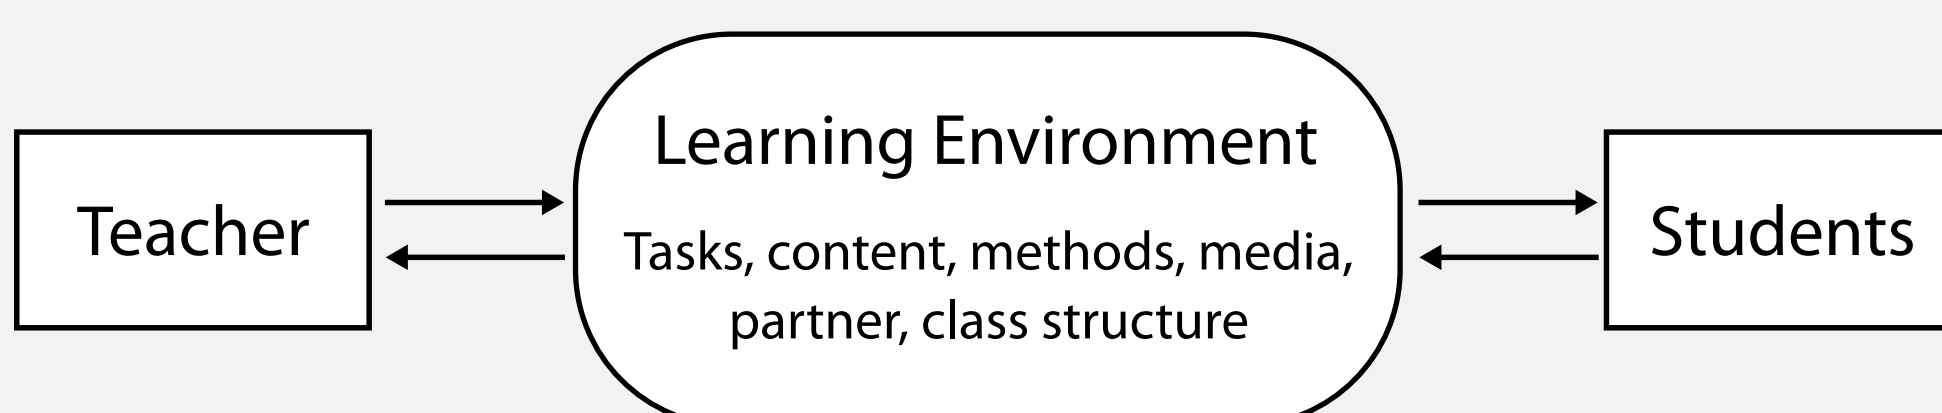 Teacher
Learning Environment
Tasks, content, methods, media,
partner, class structure
Students